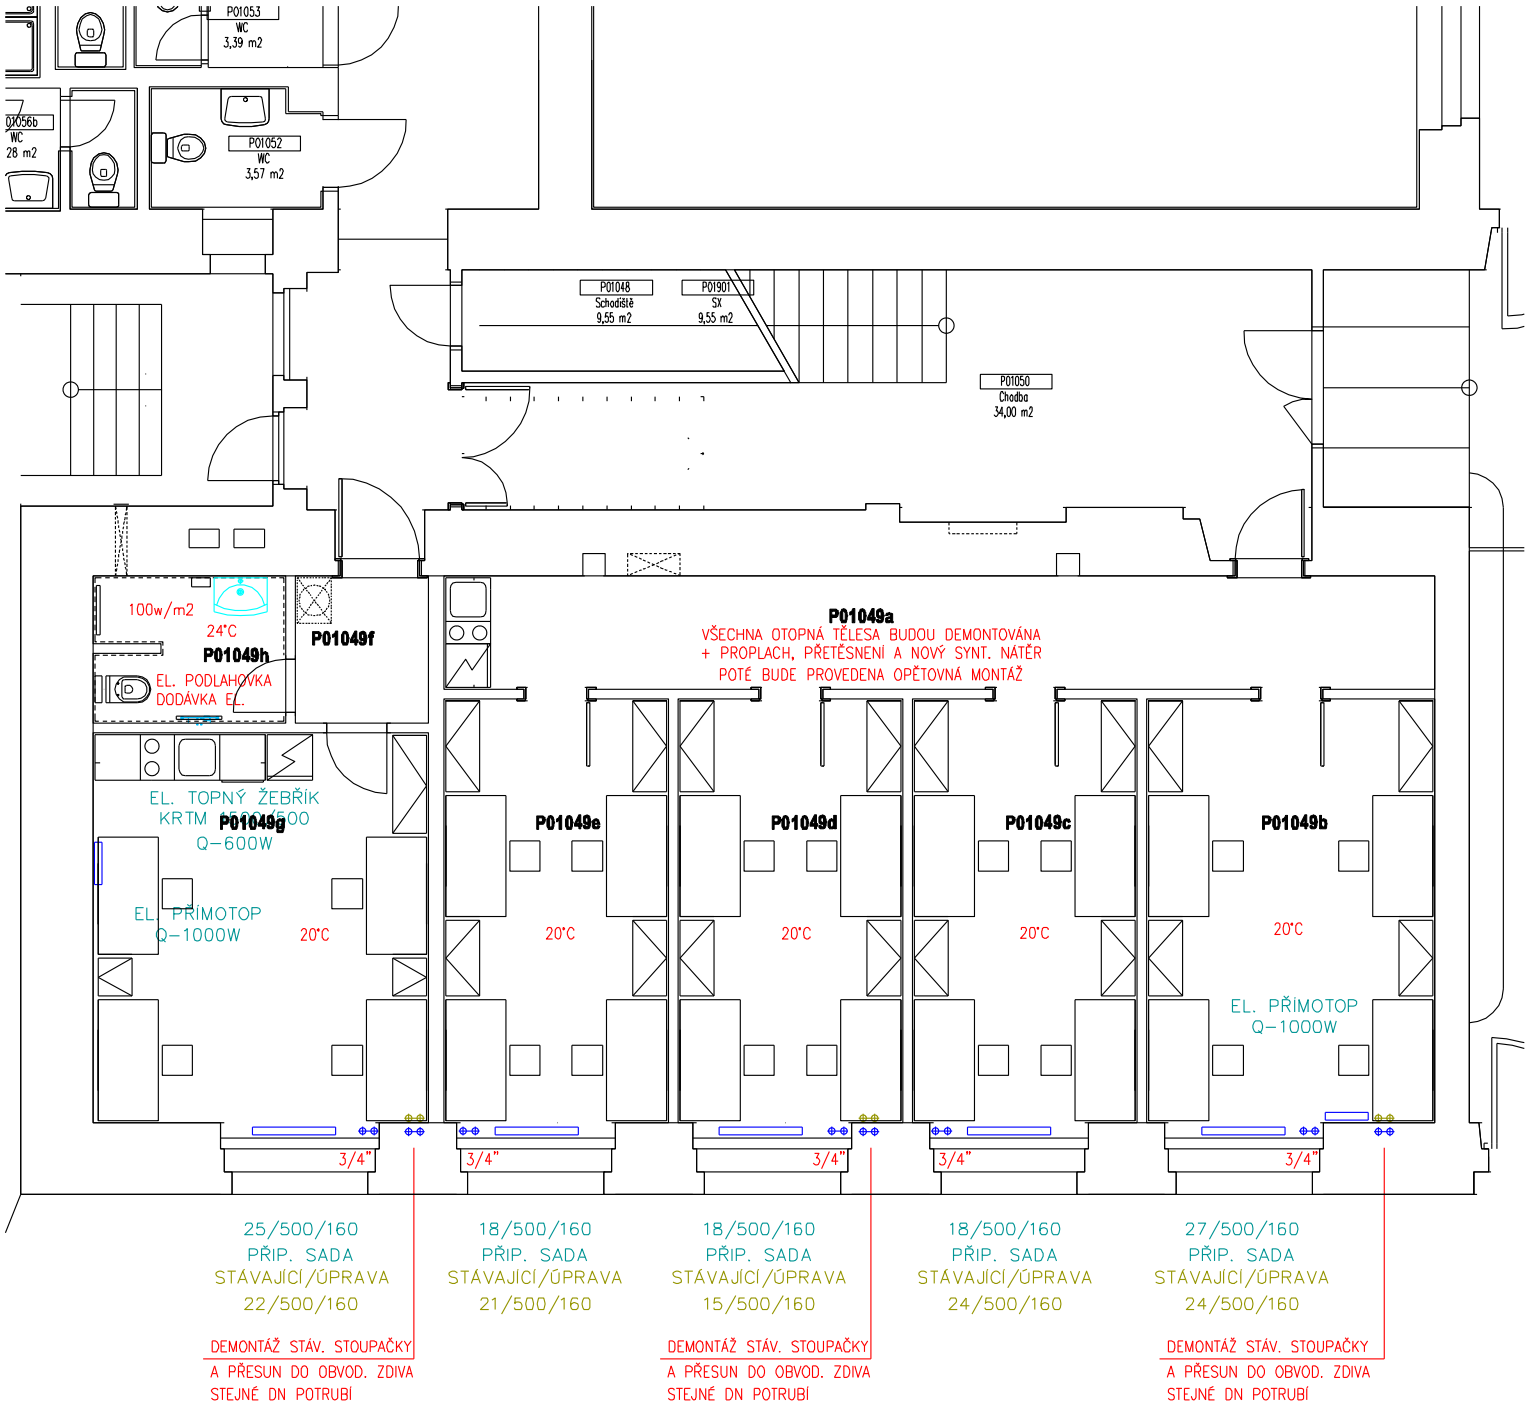 P01053
WC
3,39 m2
P01056b
WC
28 m2
P01052
WC
3,57 m2
P01048
Schodiště
9,55 m2
P01901
SX
9,55 m2
P01050
Chodba
34,00 m2
100w/m2
24°C
P01049h
EL. PODLAHOVKA
DODÁVKA EL.
P01049f
P01049a
VŠECHNA OTOPNÁ TĚLESA BUDOU DEMONTOVÁNA
+ PROPLACH, PŘETĚSNENÍ A NOVÝ SYNT. NÁTĚR
POTÉ BUDE PROVEDENA OPĚTOVNÁ MONTÁŽ
EL. TOPNÝ ŽEBŘÍK
KRTM 1500/500
P01049g
Q-600W
EL. PŘÍMOTOP
Q-1000W
20°C
P01049e
20°C
P01049d
20°C
P01049c
20°C
P01049b
20°C
EL. PŘÍMOTOP
Q-1000W
3/4"
3/4"
3/4"
3/4"
3/4"
25/500/160
PŘIP. SADA
STÁVAJÍCÍ/ÚPRAVA
22/500/160
18/500/160
PŘIP. SADA
STÁVAJÍCÍ/ÚPRAVA
21/500/160
18/500/160
PŘIP. SADA
STÁVAJÍCÍ/ÚPRAVA
15/500/160
18/500/160
PŘIP. SADA
STÁVAJÍCÍ/ÚPRAVA
24/500/160
27/500/160
PŘIP. SADA
STÁVAJÍCÍ/ÚPRAVA
24/500/160
DEMONTÁŽ STÁV. STOUPAČKY
A PŘESUN DO OBVOD. ZDIVA
STEJNÉ DN POTRUBÍ
DEMONTÁŽ STÁV. STOUPAČKY
A PŘESUN DO OBVOD. ZDIVA
STEJNÉ DN POTRUBÍ
DEMONTÁŽ STÁV. STOUPAČKY
A PŘESUN DO OBVOD. ZDIVA
STEJNÉ DN POTRUBÍ